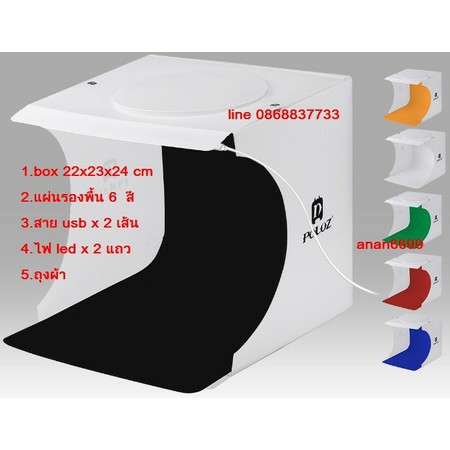 line 0868837733
1.box 22x23x24 cm
2.แผ่นรองพื้น 6 สี
3.สาย usb x 2 เส้น
4.ไฟ led x 2 แถว
5.ถุงผ้า
PULUZ
anan6699